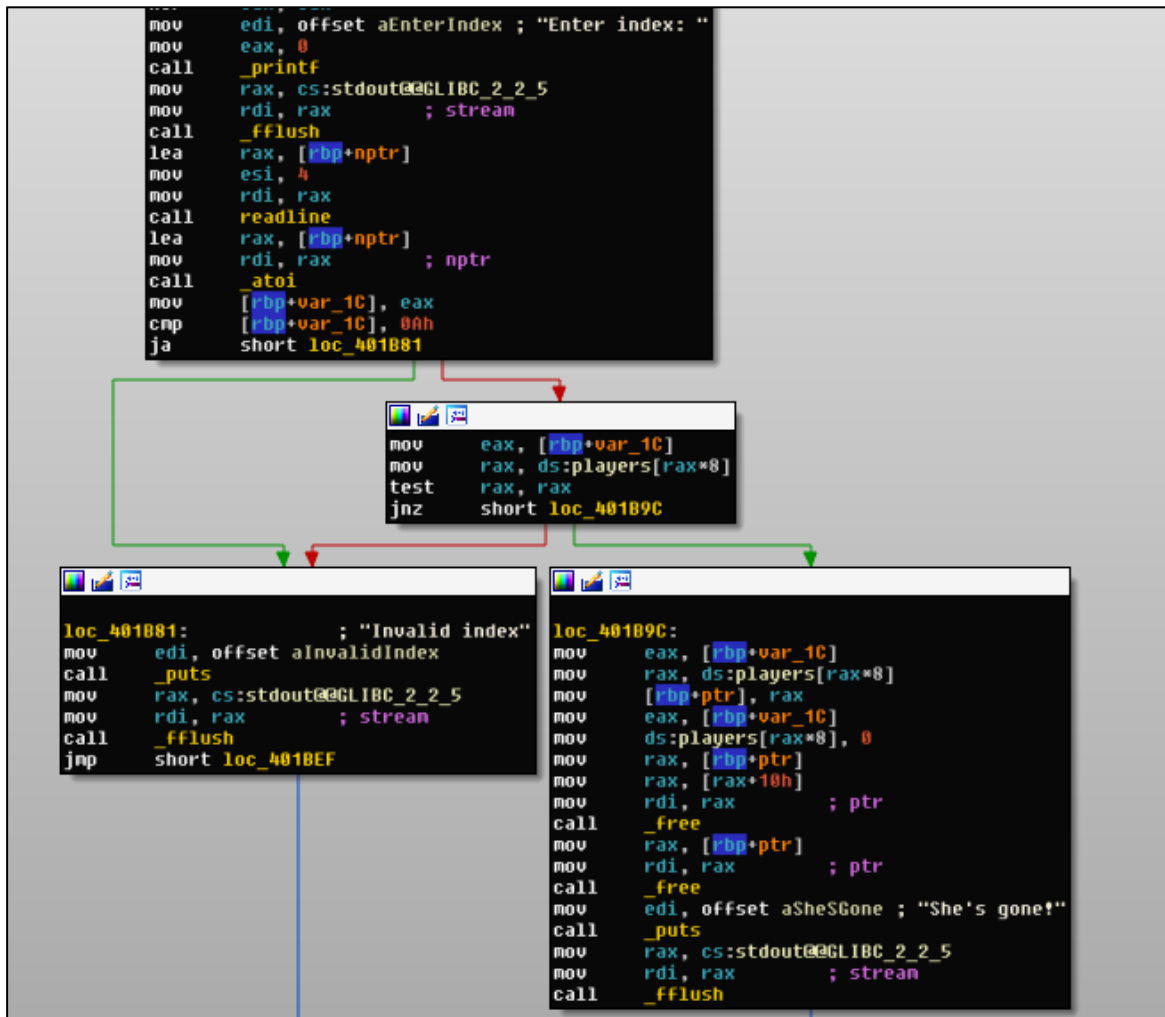 mov edi, offset aEnterIndex ; "Enter index: "
mov eax, 0
call _printf
mov rax, cs:stdout@@GLIBC_2_2_5
mov rdi, rax ; stream
call _fflush
lea rax, [rbp+nptr]
mov esi, 4
mov rdi, rax
call readline
lea rax, [rbp+nptr]
mov rdi, rax ; nptr
call _atoi
mov [rbp+var_1C], eax
cmp [rbp+var_1C], 0Ah
ja short loc_401B81
mov eax, [rbp+var_1C]
mov rax, ds:players[rax*8]
test rax, rax
jnz short loc_401B9C
loc_401B81: ; "Invalid index"
mov edi, offset aInvalidIndex
call _puts
mov rax, cs:stdout@@GLIBC_2_2_5
mov rdi, rax ; stream
call _fflush
jmp short loc_401BEF
loc_401B9C:
mov eax, [rbp+var_1C]
mov rax, ds:players[rax*8]
mov [rbp+ptr], rax
mov eax, [rbp+var_1C]
mov ds:players[rax*8], 0
mov rax, [rbp+ptr]
mov rax, [rax+10h]
mov rdi, rax ; ptr
call _free
mov rax, [rbp+ptr]
mov rdi, rax ; ptr
call _free
mov edi, offset aSheSGone ; "She's gone!"
call _puts
mov rax, cs:stdout@@GLIBC_2_2_5
mov rdi, rax ; stream
call _fflush